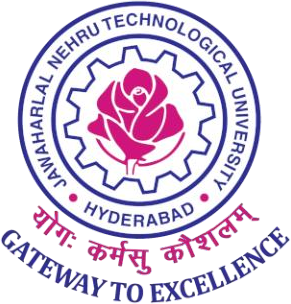 JAWAHARLAL NEHRU TECHNOLOGICAL UNIVERSITY
HYDERABAD
योगः कर्मसु कौशलम्
GATEWAY TO EXCELLENCE